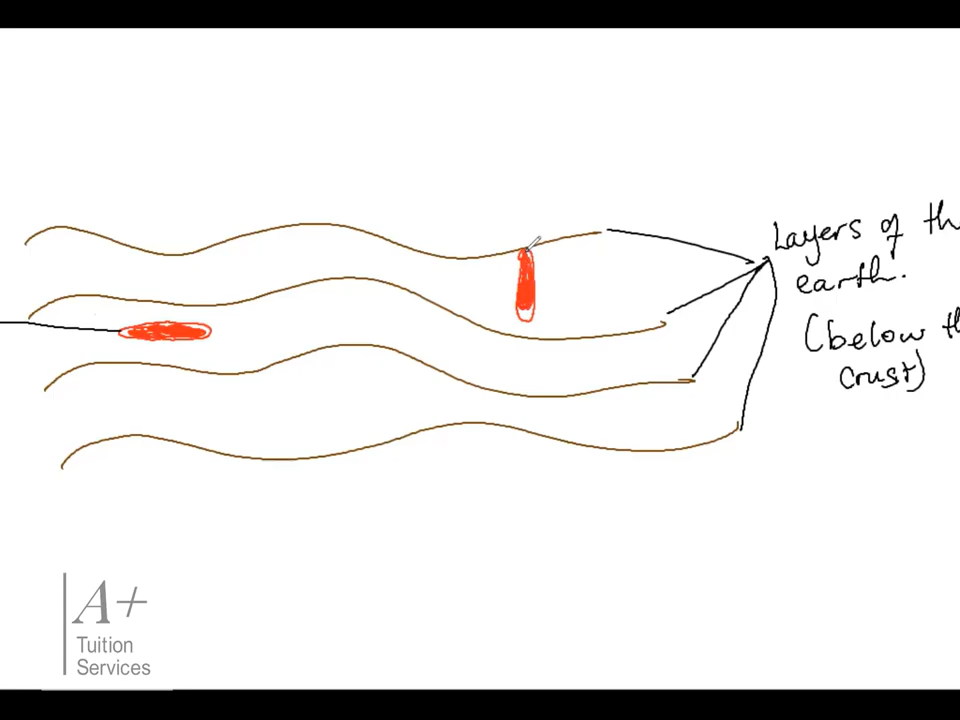 Layers of th
earth.
(below th
crust)
A+
Tuition
Services